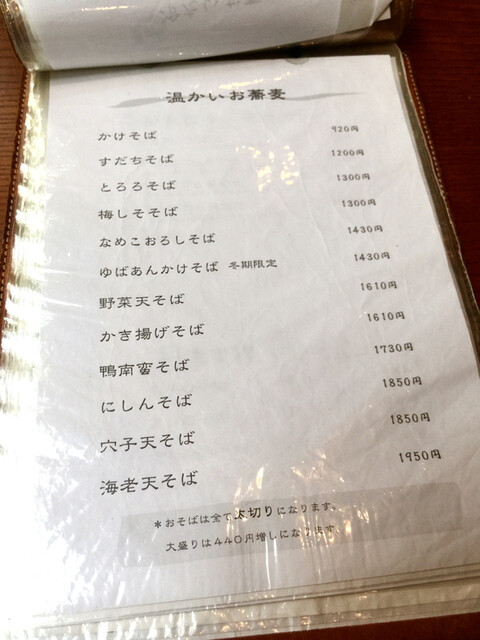 温かいお蕎麦
かけそば 920円
すだちそば 1200円
とろろそば 1300円
梅しそそば 1300円
なめこおろしそば 1430円
ゆばあんかけそば 冬期限定 1430円
野菜天そば 1610円
かき揚げそば 1610円
鴨南蛮そば 1730円
にしんそば 1850円
穴子天そば 1850円
海老天そば 1950円
*おそばは全て太切りになります。
大盛りは440円増しになります。